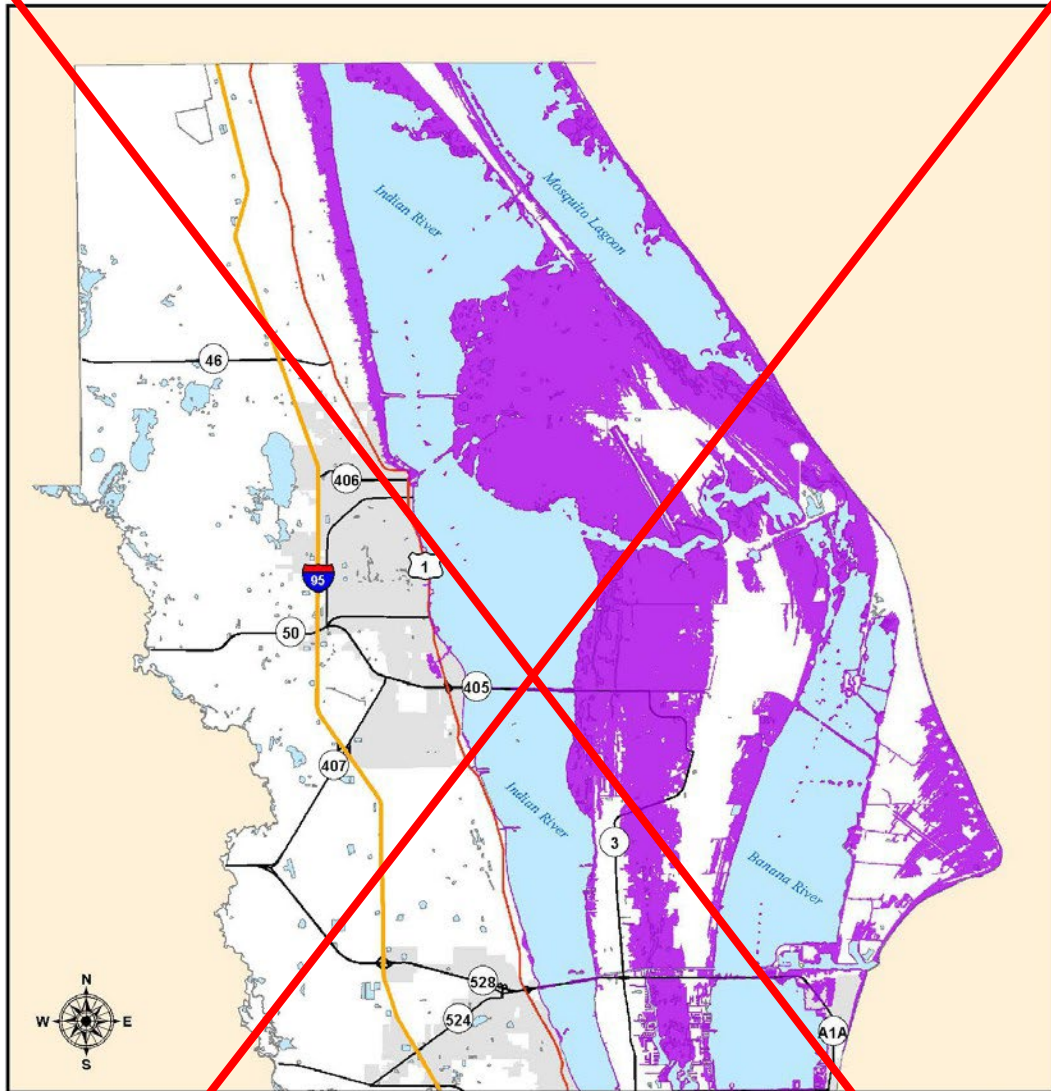 Indian River
Mosquito Lagoon
46
406
1
95
50
405
407
Indian River
3
Banana River
N
W E
S
528
524
A1A